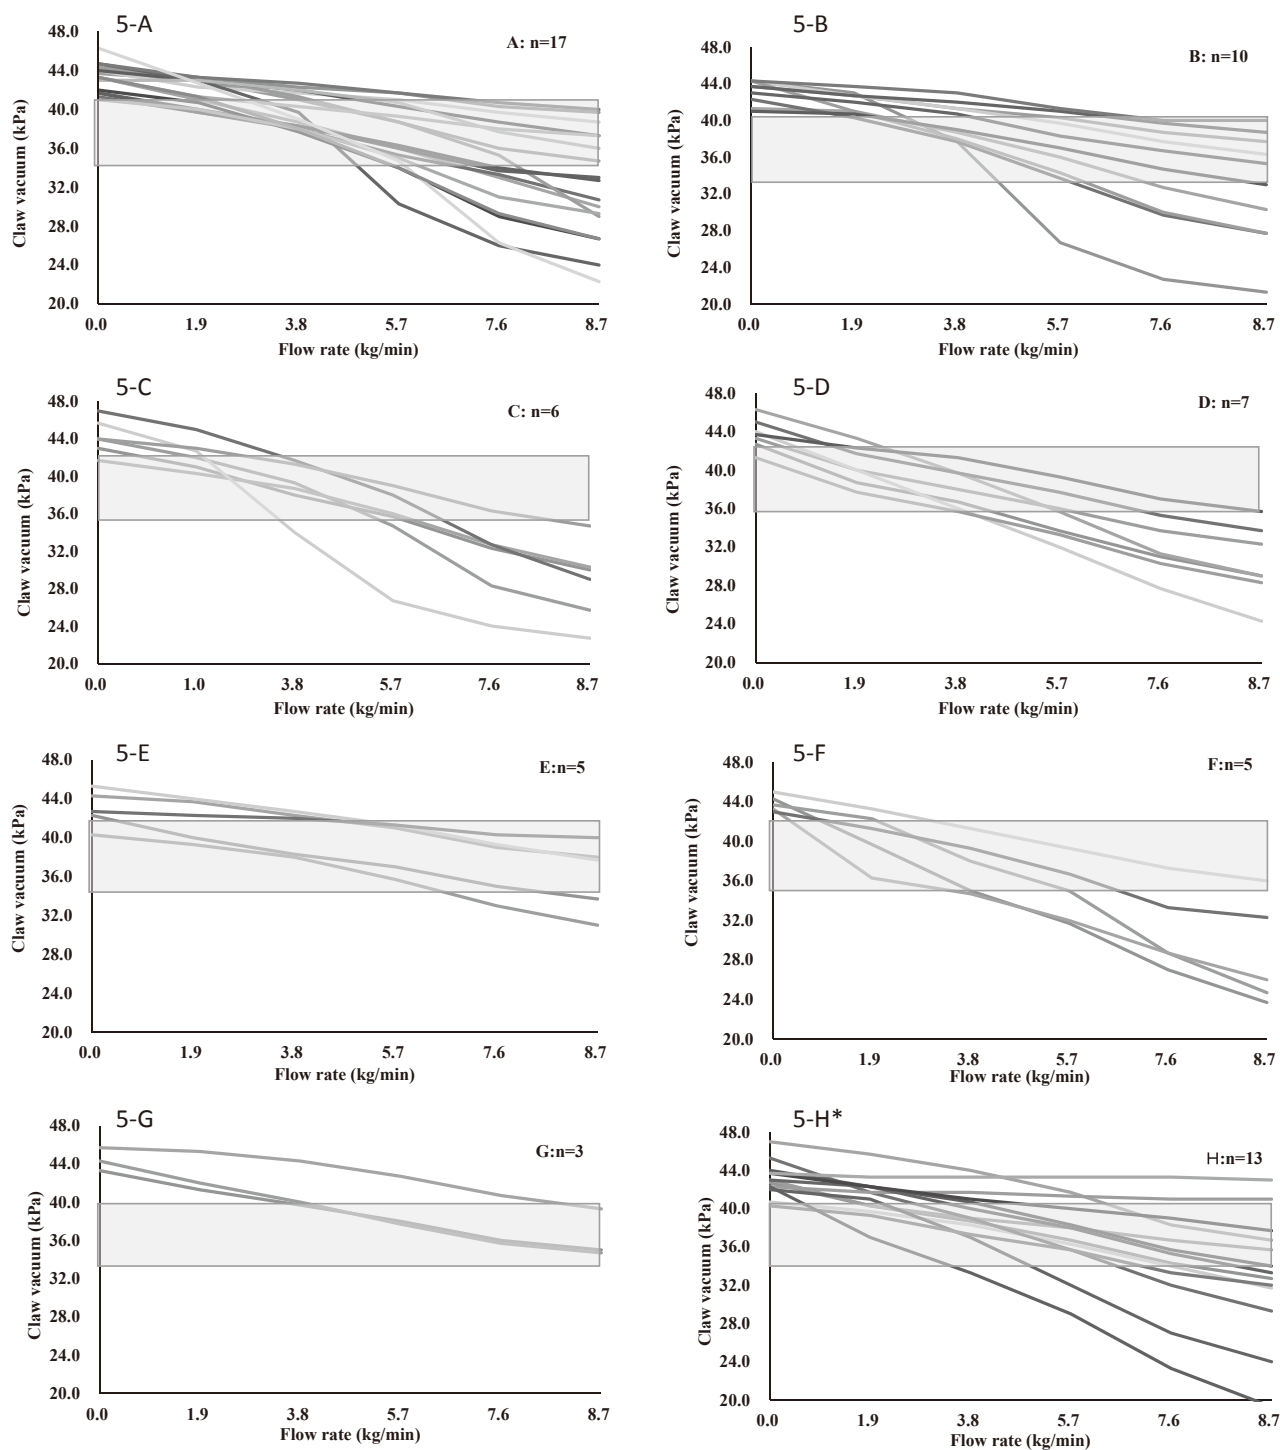 5-A
A: n=17
48.0
44.0
40.0
36.0
32.0
28.0
24.0
20.0
Claw vacuum (kPa)
0.0 1.9 3.8 5.7 7.6 8.7
Flow rate (kg/min)
5-B
B: n=10
48.0
44.0
40.0
36.0
32.0
28.0
24.0
20.0
Claw vacuum (kPa)
0.0 1.9 3.8 5.7 7.6 8.7
Flow rate (kg/min)
5-C
C: n=6
48.0
44.0
40.0
36.0
32.0
28.0
24.0
20.0
Claw vacuum (kPa)
0.0 1.0 3.8 5.7 7.6 8.7
Flow rate (kg/min)
5-D
D: n=7
48.0
44.0
40.0
36.0
32.0
28.0
24.0
20.0
Claw vacuum (kPa)
0.0 1.9 3.8 5.7 7.6 8.7
Flow rate (kg/min)
5-E
E:n=5
48.0
44.0
40.0
36.0
32.0
28.0
24.0
20.0
Claw vacuum (kPa)
0.0 1.9 3.8 5.7 7.6 8.7
Flow rate (kg/min)
5-F
F:n=5
48.0
44.0
40.0
36.0
32.0
28.0
24.0
20.0
Claw vacuum (kPa)
0.0 1.9 3.8 5.7 7.6 8.7
Flow rate (kg/min)
5-G
G:n=3
48.0
44.0
40.0
36.0
32.0
28.0
24.0
20.0
Claw vacuum (kPa)
0.0 1.9 3.8 5.7 7.6 8.7
Flow rate (kg/min)
5-H*
H:n=13
48.0
44.0
40.0
36.0
32.0
28.0
24.0
20.0
Claw vacuum (kPa)
0.0 1.9 3.8 5.7 7.6 8.7
Flow rate (kg/min)